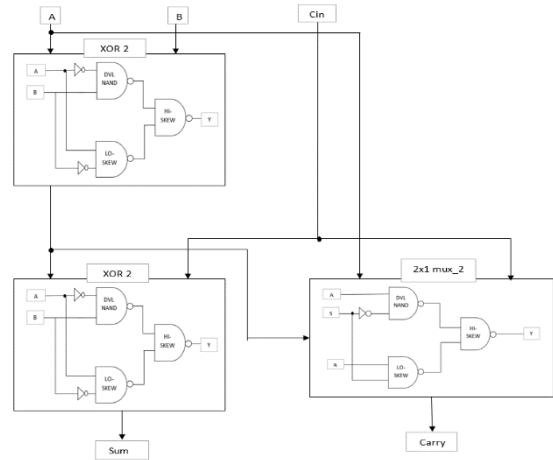 A
B
Cin
XOR 2
A
B
DVL
NAND
HI-
SKEW
Y
LO-
SKEW
XOR 2
A
B
DVL
NAND
HI-
SKEW
Y
LO-
SKEW
2x1 mux_2
A
S
DVL
NAND
HI-
SKEW
Y
LO-
SKEW
Sum
Carry